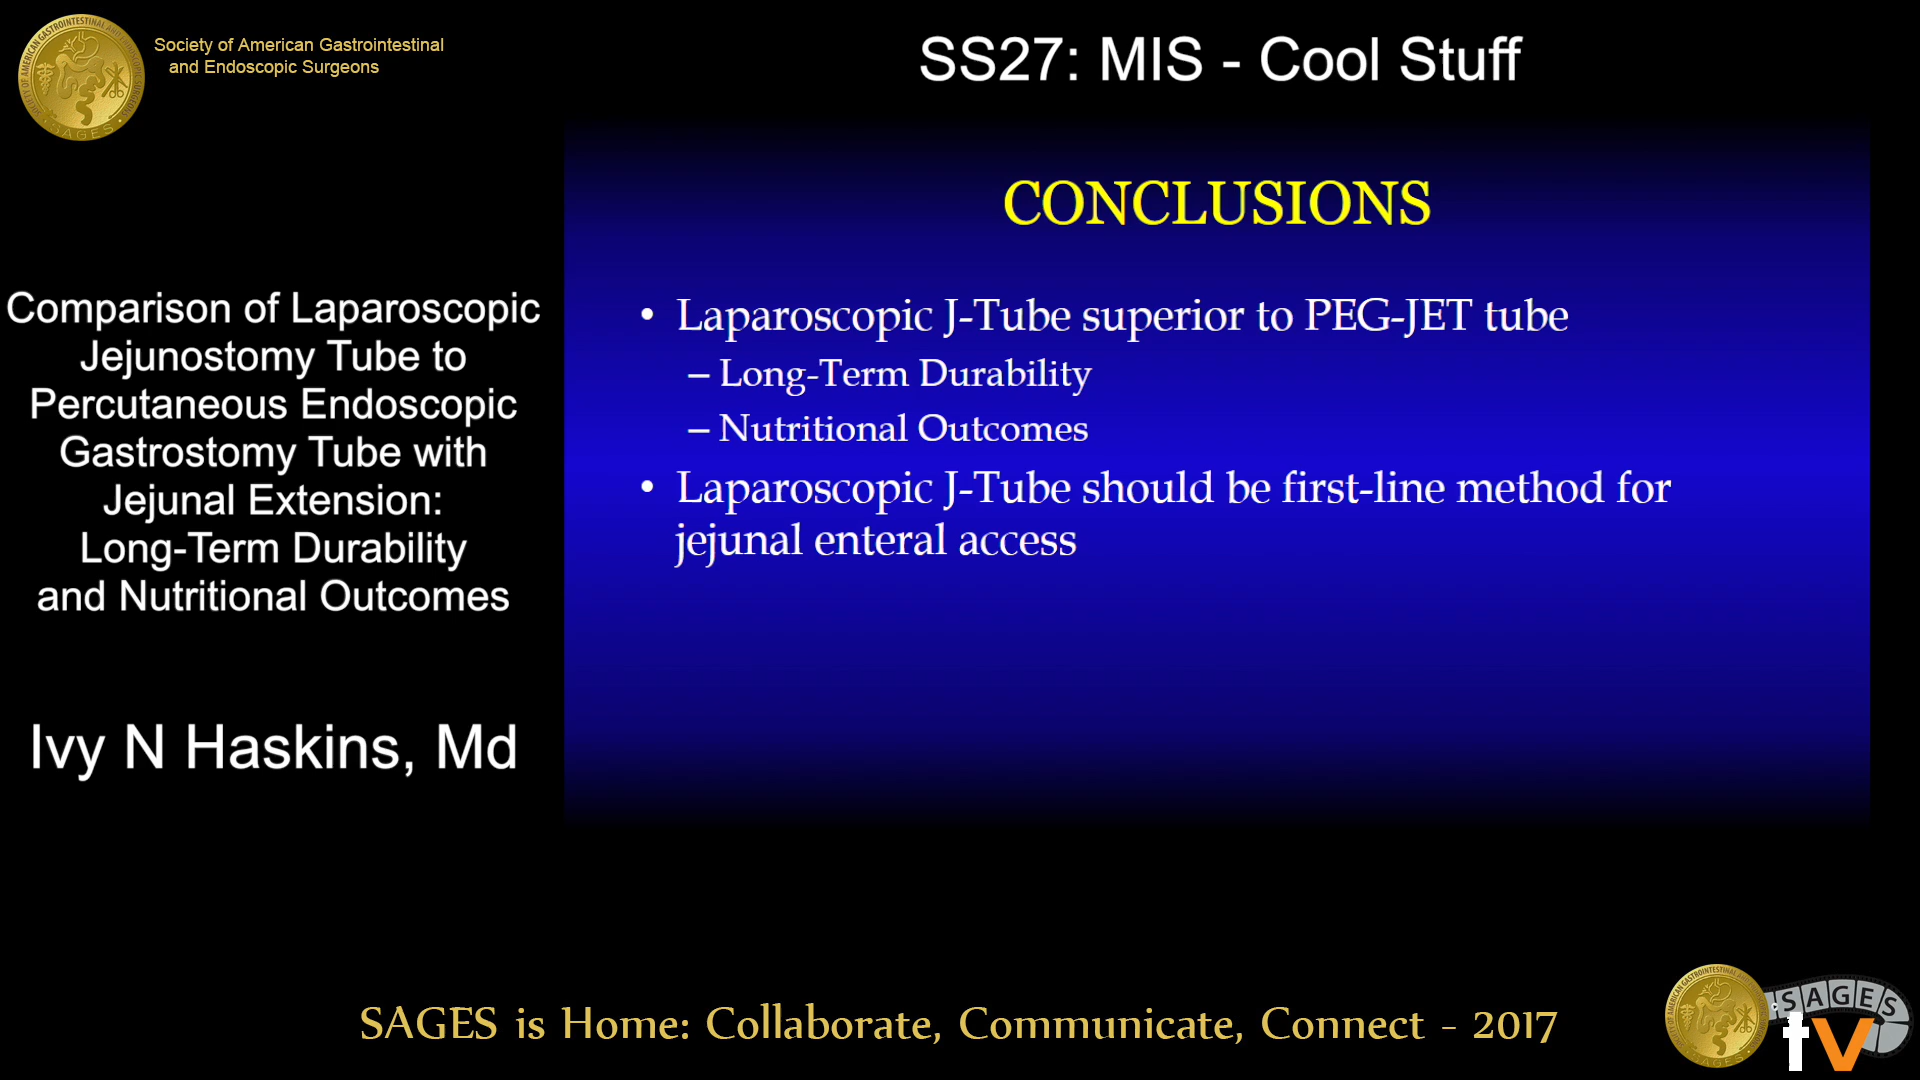 Society of American Gastrointestinal
and Endoscopic Surgeons
SS27: MIS - Cool Stuff
Comparison of Laparoscopic
Jejunostomy Tube to
Percutaneous Endoscopic
Gastrostomy Tube with
Jejunal Extension:
Long-Term Durability
and Nutritional Outcomes
Ivy N Haskins, Md
CONCLUSIONS
• Laparoscopic J-Tube superior to PEG-JET tube
– Long-Term Durability
– Nutritional Outcomes
• Laparoscopic J-Tube should be first-line method for
jejunal enteral access
SAGES is Home: Collaborate, Communicate, Connect - 2017
SAGES
tv